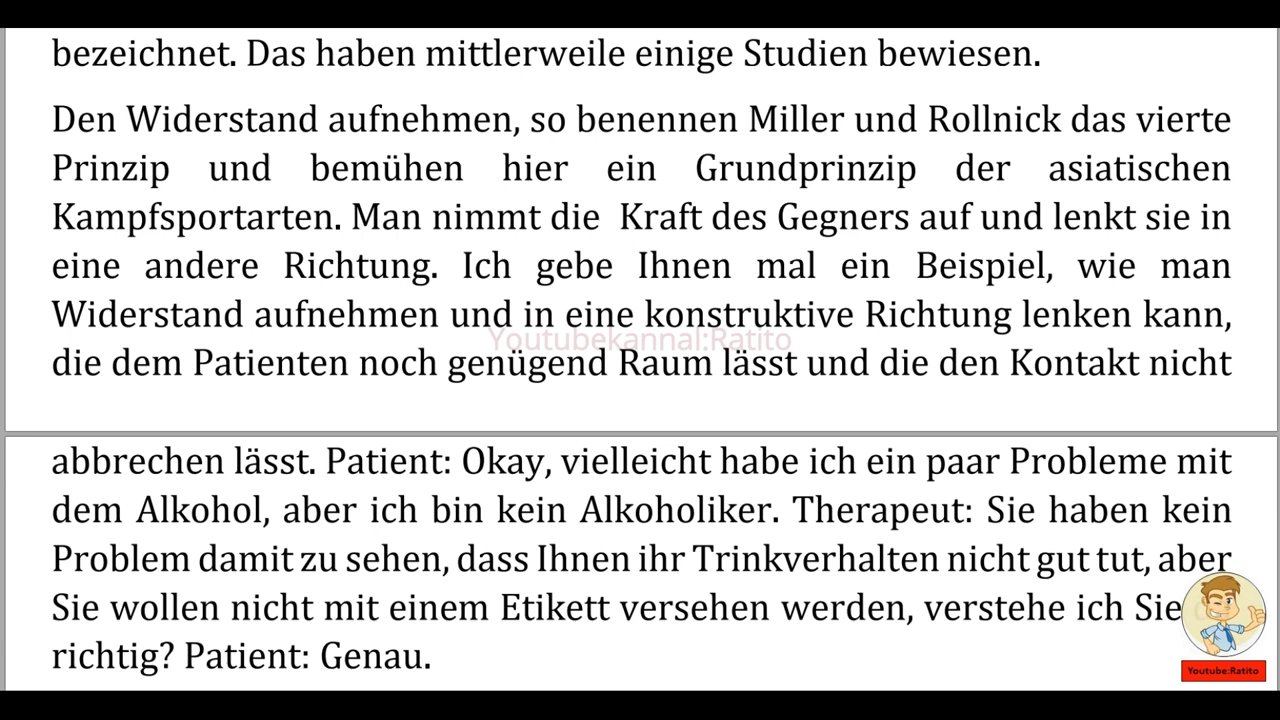 bezeichnet. Das haben mittlerweile einige Studien bewiesen.
Den Widerstand aufnehmen, so benennen Miller und Rollnick das vierte
Prinzip und bemühen hier ein Grundprinzip der asiatischen
Kampfsportarten. Man nimmt die Kraft des Gegners auf und lenkt sie in
eine andere Richtung. Ich gebe Ihnen mal ein Beispiel, wie man
Widerstand aufnehmen und in eine konstruktive Richtung lenken kann,
Youtubekannal:Ratito
die dem Patienten noch genügend Raum lässt und die den Kontakt nicht
abbrechen lässt. Patient: Okay, vielleicht habe ich ein paar Probleme mit
dem Alkohol, aber ich bin kein Alkoholiker. Therapeut: Sie haben kein
Problem damit zu sehen, dass Ihnen ihr Trinkverhalten nicht gut tut, aber
Sie wollen nicht mit einem Etikett versehen werden, verstehe ich Sie
richtig? Patient: Genau.
Youtube:Ratito